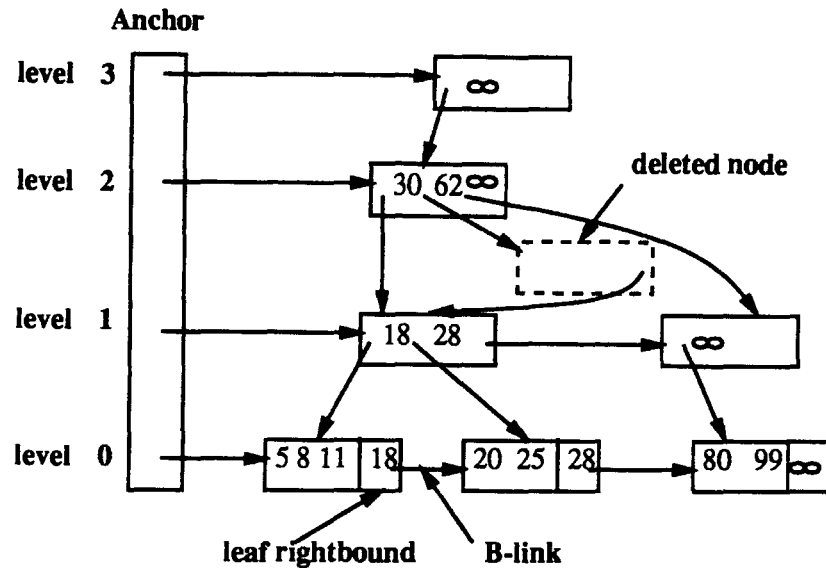 Anchor
level 3
∞
deleted node
level 2
30 62 ∞
level 1
18 28
∞
level 0
5 8 11 18
20 25 28
80 99 ∞
leaf rightbound
B-link